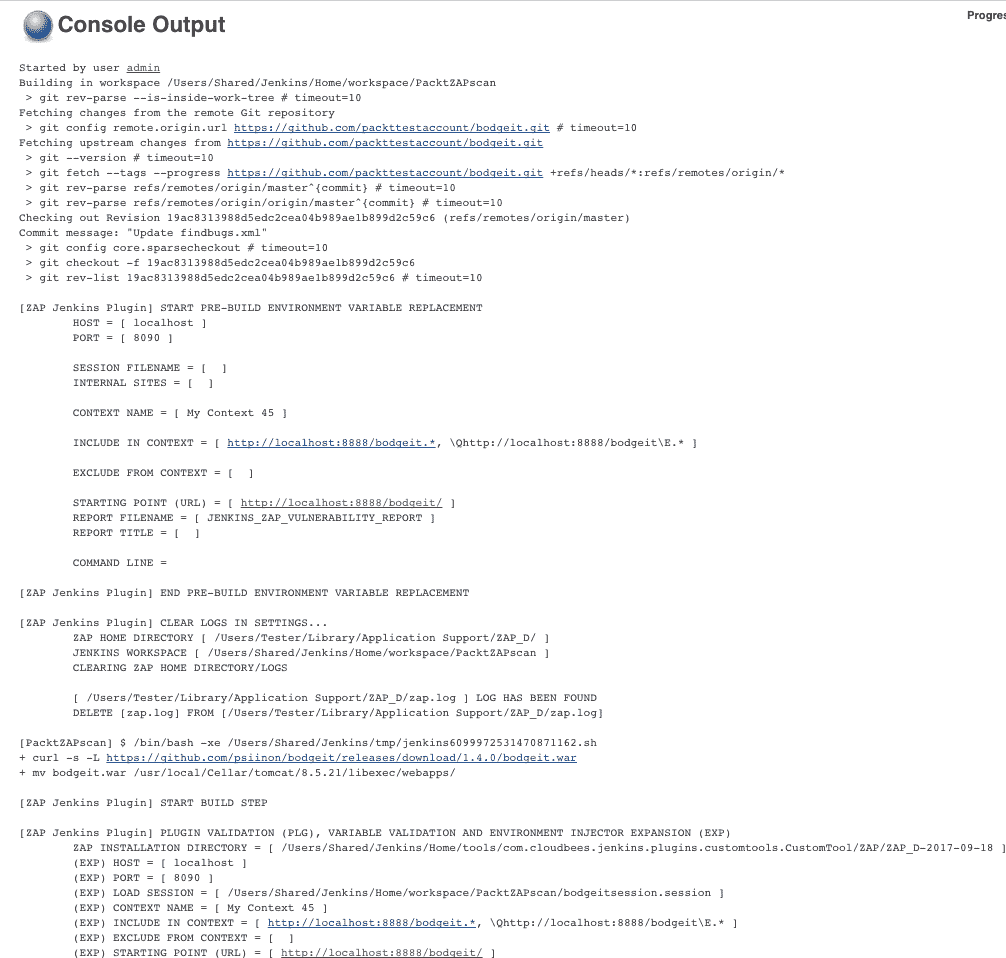 Console Output
Progres
Started by user admin
Building in workspace /Users/Shared/Jenkins/Home/workspace/PacktZAPscan
> git rev-parse --is-inside-work-tree # timeout=10
Fetching changes from the remote Git repository
> git config remote.origin.url https://github.com/packttestaccount/bodgeit.git # timeout=10
Fetching upstream changes from https://github.com/packttestaccount/bodgeit.git
> git --version # timeout=10
> git fetch --tags --progress https://github.com/packttestaccount/bodgeit.git +refs/heads/*:refs/remotes/origin/*
> git rev-parse refs/remotes/origin/master^{commit} # timeout=10
> git rev-parse refs/remotes/origin/origin/master^{commit} # timeout=10
Checking out Revision 19ac8313988d5edc2cea04b989ae1b899d2c59c6 (refs/remotes/origin/master)
Commit message: "Update findbugs.xml"
> git config core.sparsecheckout # timeout=10
> git checkout -f 19ac8313988d5edc2cea04b989ae1b899d2c59c6
> git rev-list 19ac8313988d5edc2cea04b989ae1b899d2c59c6 # timeout=10
[ZAP Jenkins Plugin] START PRE-BUILD ENVIRONMENT VARIABLE REPLACEMENT
HOST = [ localhost ]
PORT = [ 8090 ]
SESSION FILENAME = [  ]
INTERNAL SITES = [  ]
CONTEXT NAME = [ My Context 45 ]
INCLUDE IN CONTEXT = [ http://localhost:8888/bodgeit.*, \Qhttp://localhost:8888/bodgeit\E.* ]
EXCLUDE FROM CONTEXT = [  ]
STARTING POINT (URL) = [ http://localhost:8888/bodgeit/ ]
REPORT FILENAME = [ JENKINS_ZAP_VULNERABILITY_REPORT ]
REPORT TITLE = [  ]
COMMAND LINE =
[ZAP Jenkins Plugin] END PRE-BUILD ENVIRONMENT VARIABLE REPLACEMENT
[ZAP Jenkins Plugin] CLEAR LOGS IN SETTINGS...
ZAP HOME DIRECTORY [ /Users/Tester/Library/Application Support/ZAP_D/ ]
JENKINS WORKSPACE [ /Users/Shared/Jenkins/Home/workspace/PacktZAPscan ]
CLEARING ZAP HOME DIRECTORY/LOGS
[ /Users/Tester/Library/Application Support/ZAP_D/zap.log ] LOG HAS BEEN FOUND
DELETE [zap.log] FROM [/Users/Tester/Library/Application Support/ZAP_D/zap.log]
[PacktZAPscan] $ /bin/bash -xe /Users/Shared/Jenkins/tmp/jenkins6099972531470871162.sh
+ curl -s -L https://github.com/psiinon/bodgeit/releases/download/1.4.0/bodgeit.war
+ mv bodgeit.war /usr/local/Cellar/tomcat/8.5.21/libexec/webapps/
[ZAP Jenkins Plugin] START BUILD STEP
[ZAP Jenkins Plugin] PLUGIN VALIDATION (PLG), VARIABLE VALIDATION AND ENVIRONMENT INJECTOR EXPANSION (EXP)
ZAP INSTALLATION DIRECTORY = [ /Users/Shared/Jenkins/Home/tools/com.cloudbees.jenkins.plugins.customtools.CustomTool/ZAP/ZAP_D-2017-09-18 ]
(EXP) HOST = [ localhost ]
(EXP) PORT = [ 8090 ]
(EXP) LOAD SESSION = [ /Users/Shared/Jenkins/Home/workspace/PacktZAPscan/bodgeitsession.session ]
(EXP) CONTEXT NAME = [ My Context 45 ]
(EXP) INCLUDE IN CONTEXT = [ http://localhost:8888/bodgeit.*, \Qhttp://localhost:8888/bodgeit\E.* ]
(EXP) EXCLUDE FROM CONTEXT = [  ]
(EXP) STARTING POINT (URL) = [ http://localhost:8888/bodgeit/ ]